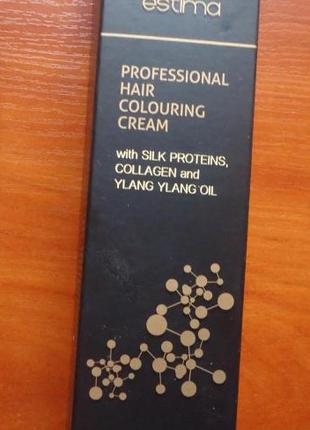 estima
PROFESSIONAL
HAIR
COLOURING
CREAM
with SILK PROTEINS,
COLLAGEN and
YLANG YLANG OIL